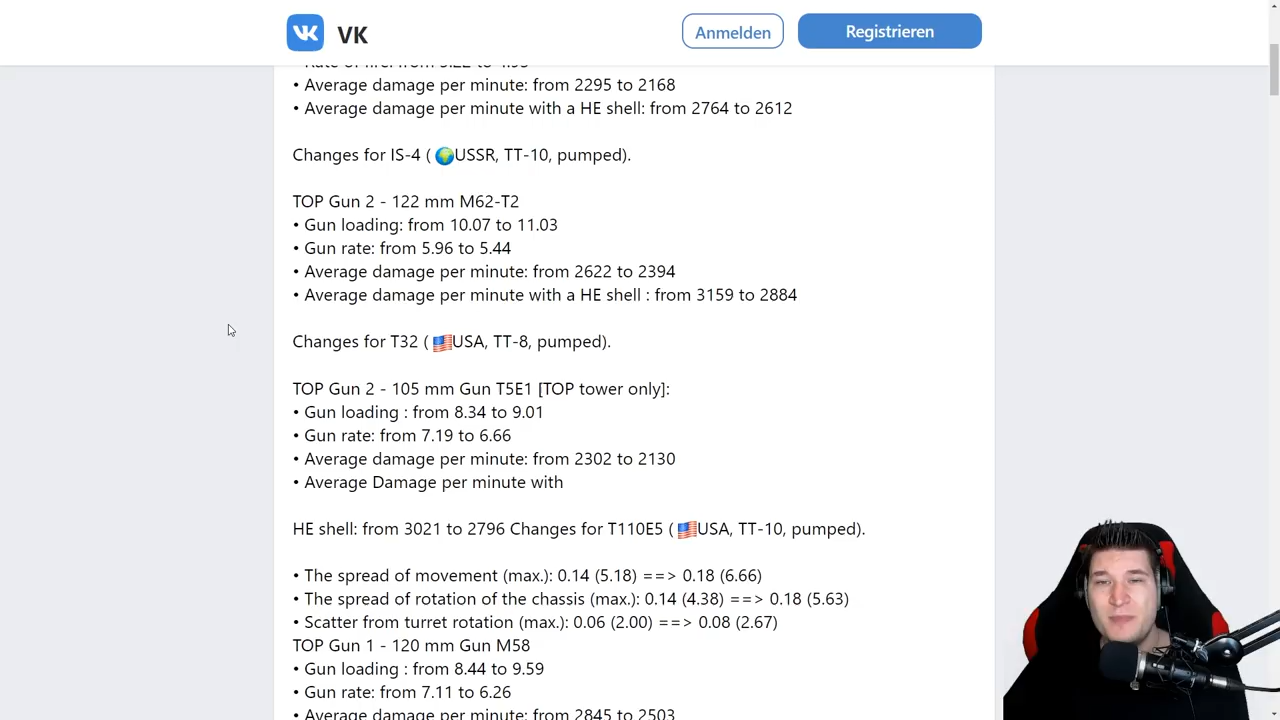 VK
Anmelden
Registrieren
• Average damage per minute: from 2295 to 2168
• Average damage per minute with a HE shell: from 2764 to 2612
Changes for IS-4 ( USSR, TT-10, pumped).
TOP Gun 2 - 122 mm M62-T2
• Gun loading: from 10.07 to 11.03
• Gun rate: from 5.96 to 5.44
• Average damage per minute: from 2622 to 2394
• Average damage per minute with a HE shell : from 3159 to 2884
Changes for T32 ( USA, TT-8, pumped).
TOP Gun 2 - 105 mm Gun T5E1 [TOP tower only]:
• Gun loading : from 8.34 to 9.01
• Gun rate: from 7.19 to 6.66
• Average damage per minute: from 2302 to 2130
• Average Damage per minute with
HE shell: from 3021 to 2796 Changes for T110E5 ( USA, TT-10, pumped).
• The spread of movement (max.): 0.14 (5.18) ==> 0.18 (6.66)
• The spread of rotation of the chassis (max.): 0.14 (4.38) ==> 0.18 (5.63)
• Scatter from turret rotation (max.): 0.06 (2.00) ==> 0.08 (2.67)
TOP Gun 1 - 120 mm Gun M58
• Gun loading : from 8.44 to 9.59
• Gun rate: from 7.11 to 6.26
• Average damage per minute: from 2845 to 2503